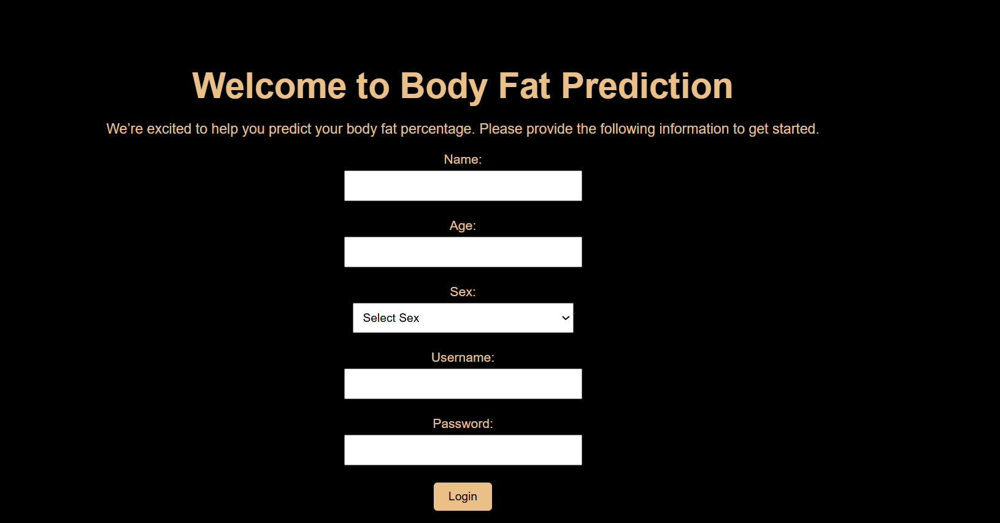 Welcome to Body Fat Prediction
We’re excited to help you predict your body fat percentage. Please provide the following information to get started.
Name:
Age:
Sex:
Select Sex
Username:
Password:
Login